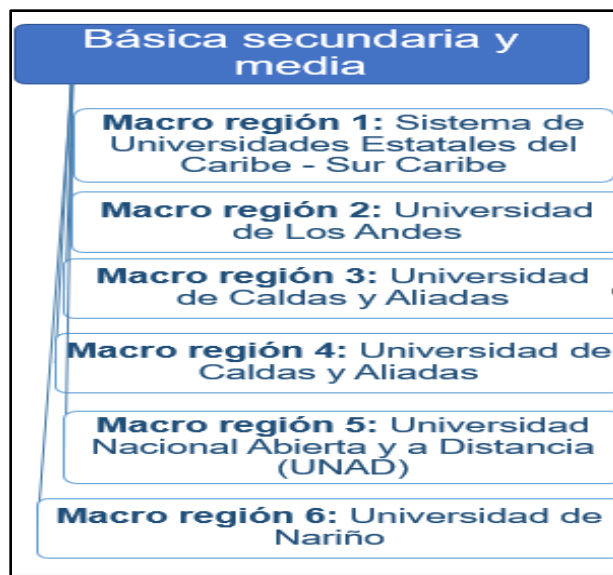 Básica secundaria y
media
Macro región 1: Sistema de
Universidades Estatales del
Caribe - Sur Caribe
Macro región 2: Universidad
de Los Andes
Macro región 3: Universidad
de Caldas y Aliadas
Macro región 4: Universidad de
Caldas y Aliadas
Macro región 5: Universidad
Nacional Abierta y a Distancia
(UNAD)
Macro región 6: Universidad de
Nariño